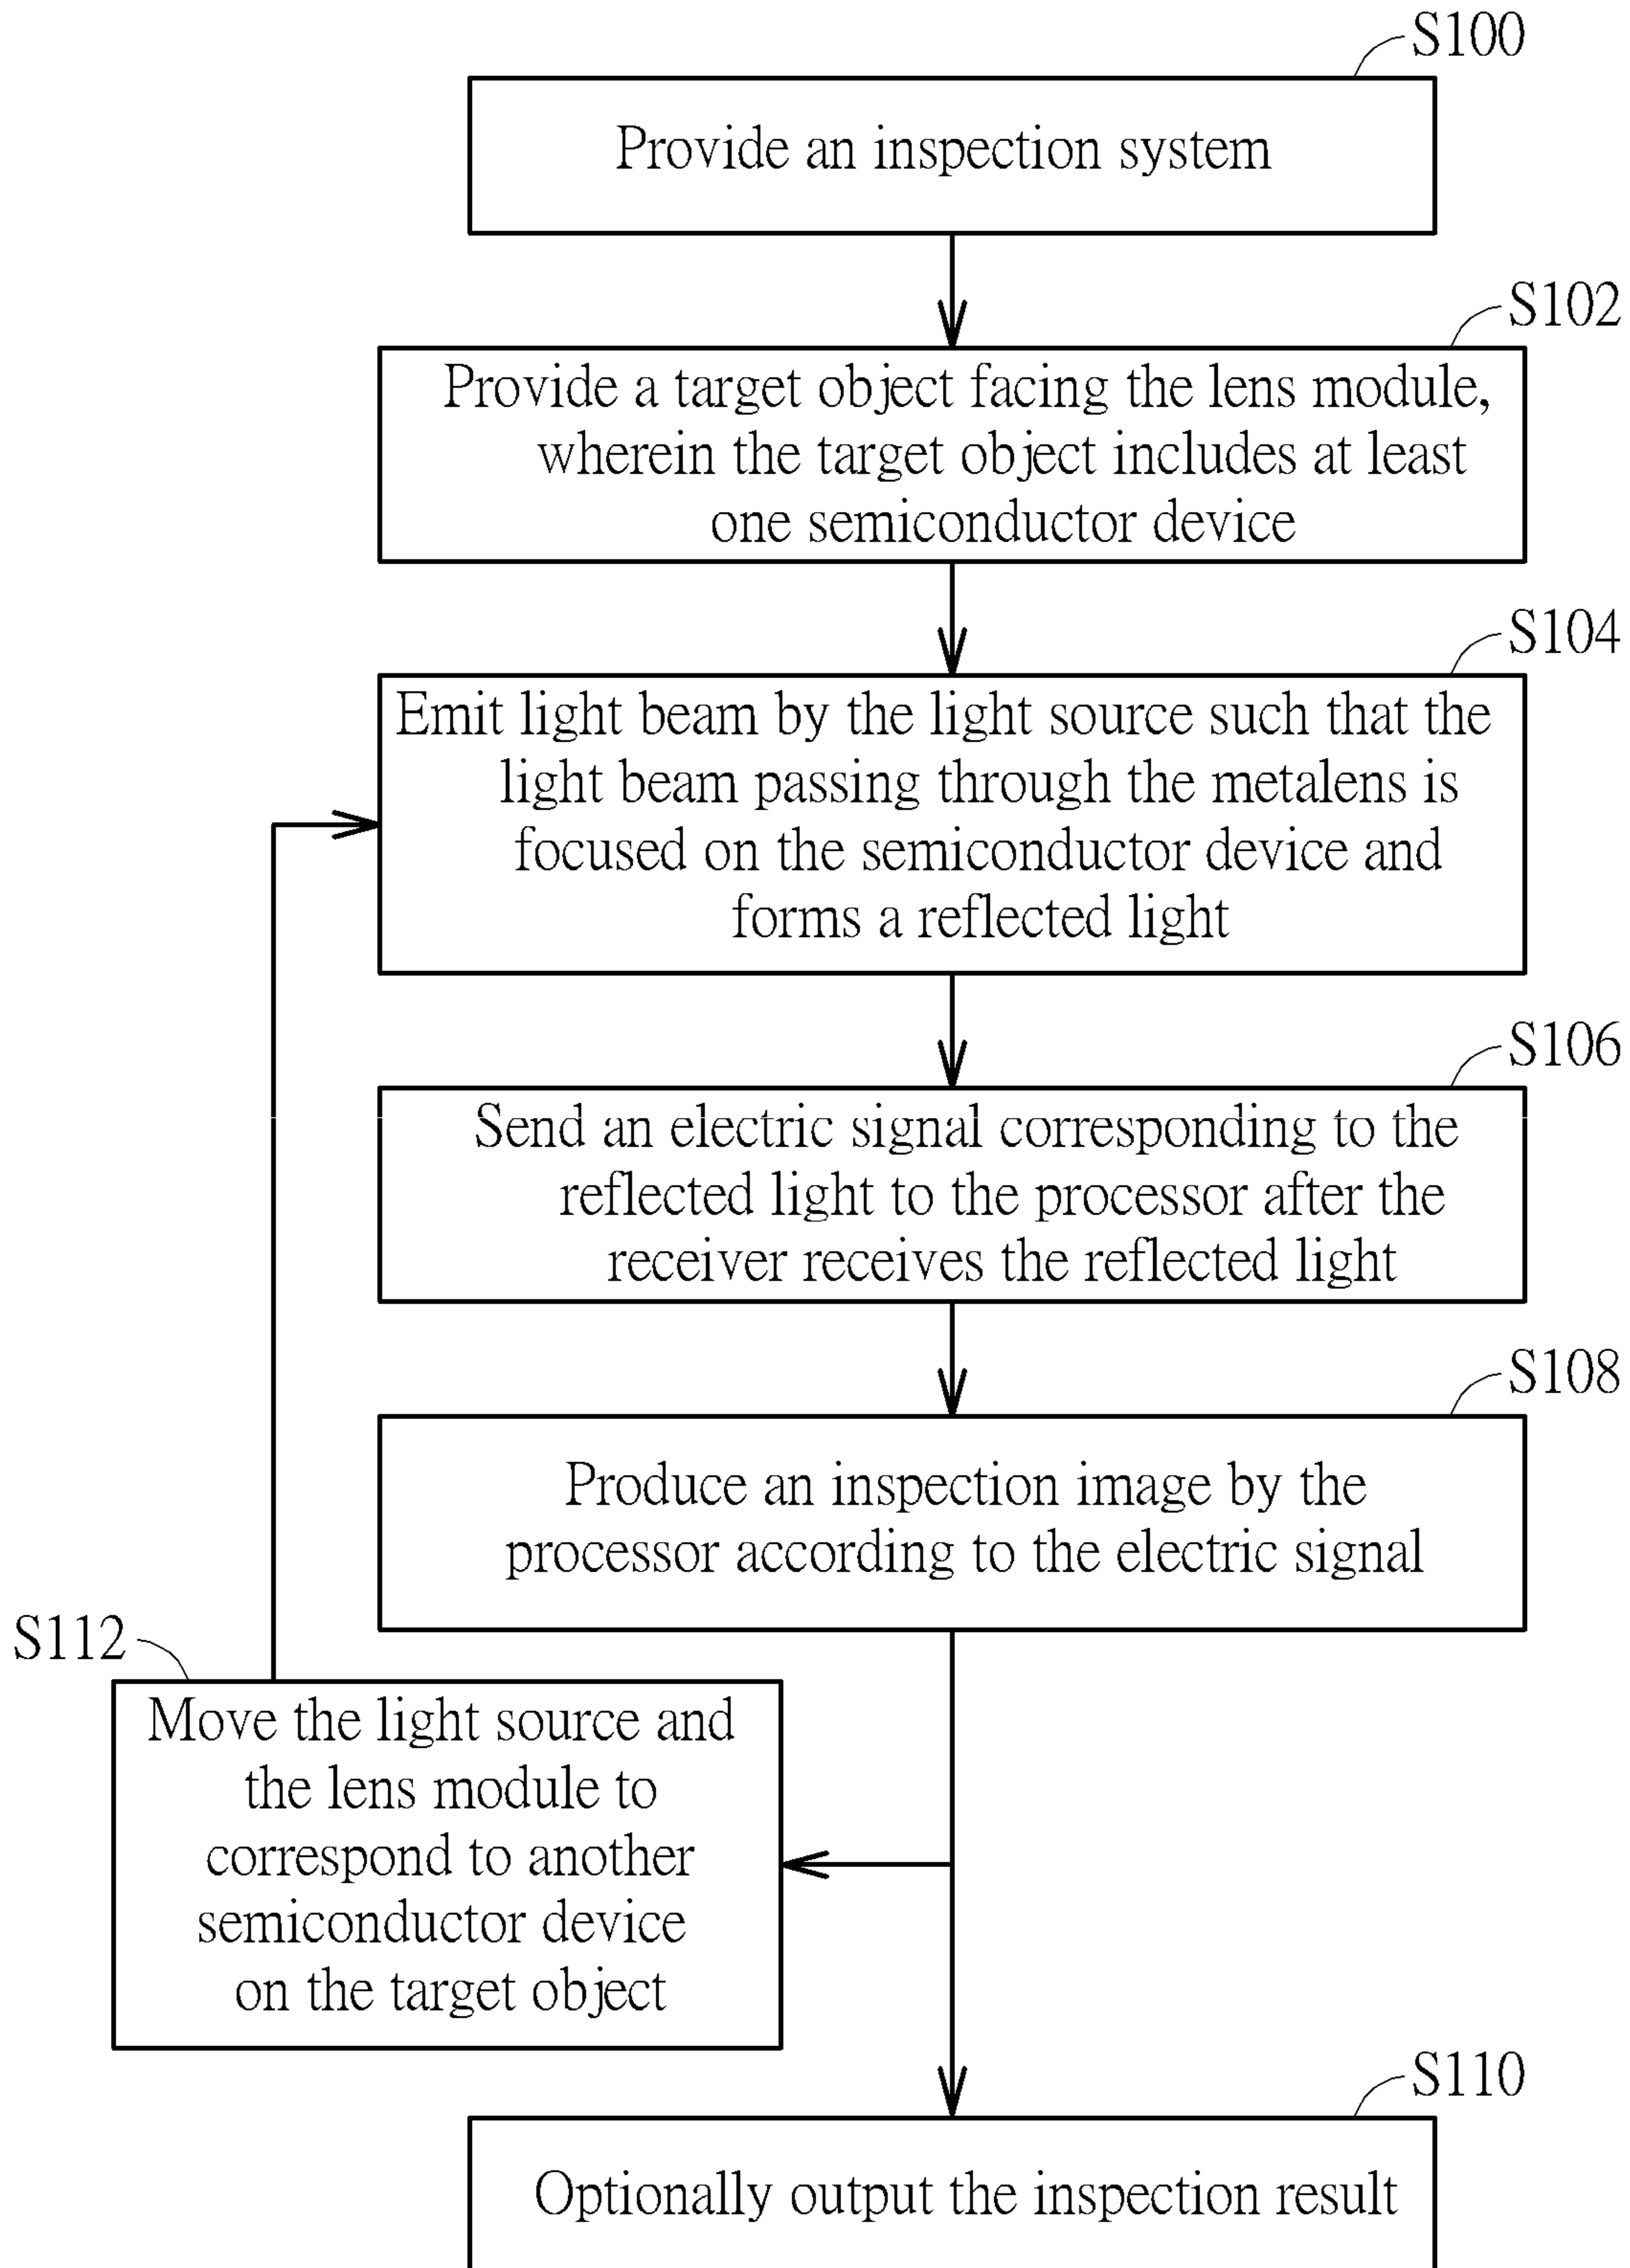 S100
Provide an inspection system
S102
Provide a target object facing the lens module,
wherein the target object includes at least
one semiconductor device
S104
Emit light beam by the light source such that the
light beam passing through the metalens is
focused on the semiconductor device and
forms a reflected light
S106
Send an electric signal corresponding to the
reflected light to the processor after the
receiver receives the reflected light
S108
Produce an inspection image by the
processor according to the electric signal
S112
Move the light source and
the lens module to
correspond to another
semiconductor device
on the target object
S110
Optionally output the inspection result